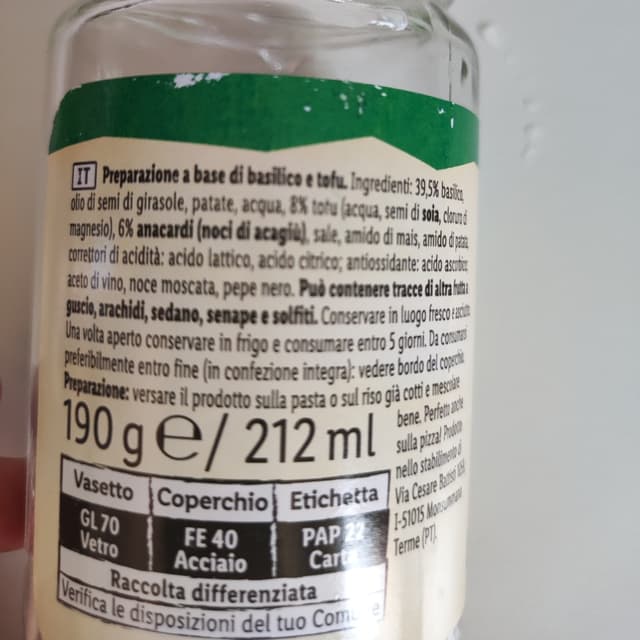 IT Preparazione a base di basilico e tofu. Ingredienti: 39,5% basilico,
olio di semi di girasole, patate, acqua, 8% tofu (acqua, semi di soia, cloruro di
magnesio), 6% anacardi (noci di acagiù), sale, amido di mais, amido di patata,
correttori di acidità: acido lattico, acido citrico; antiossidante: acido ascorbico,
aceto di vino, noce moscata, pepe nero. Può contenere tracce di altra frutta a
guscio, arachidi, sedano, senape e solfiti. Conservare in luogo fresco e asciutto.
Una volta aperto conservare in frigo e consumare entro 5 giorni. Da consumarsi
preferibilmente entro fine (in confezione integra): vedere bordo del coperchio.
Preparazione: versare il prodotto sulla pasta o sul riso già cotti e mescolare
bene. Perfetto anche
sulla pizza! Prodotto
nello stabilimento di
Via Cesare Battisti
I-51015 Monsummano
Terme (PT).
190 g e / 212 ml
Vasetto Coperchio Etichetta
GL 70 FE 40 PAP 22
Vetro Acciaio Carta
Raccolta differenziata
Verifica le disposizioni del tuo Comune